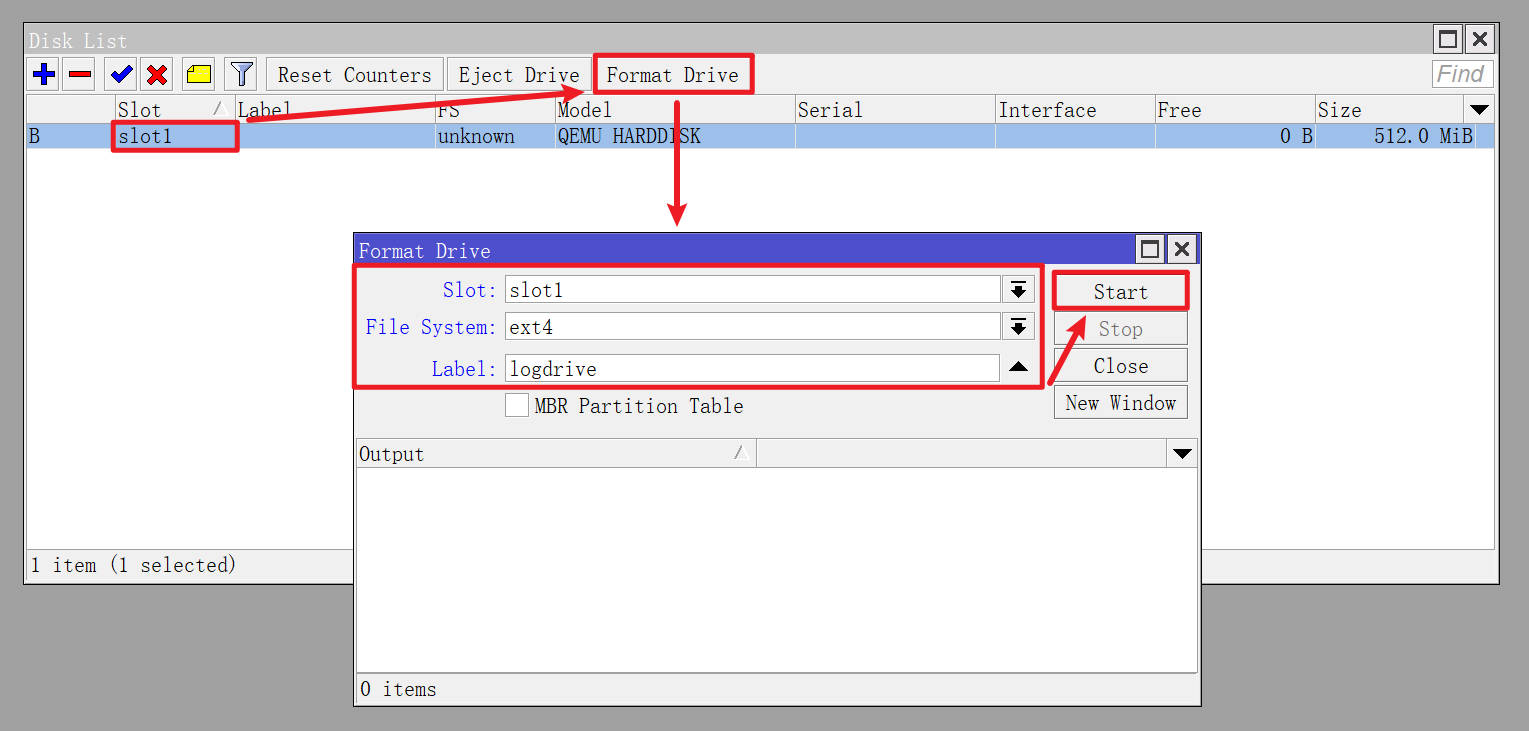 Disk List
Reset Counters Eject Drive Format Drive Find
Slot Label FS Model Serial Interface Free Size
B slot1 unknown QEMU HARDDISK 0 B 512.0 MiB
Format Drive
Slot: slot1 Start
File System: ext4 Stop
Label: logdrive Close
MBR Partition Table New Window
Output
1 item (1 selected)
0 items